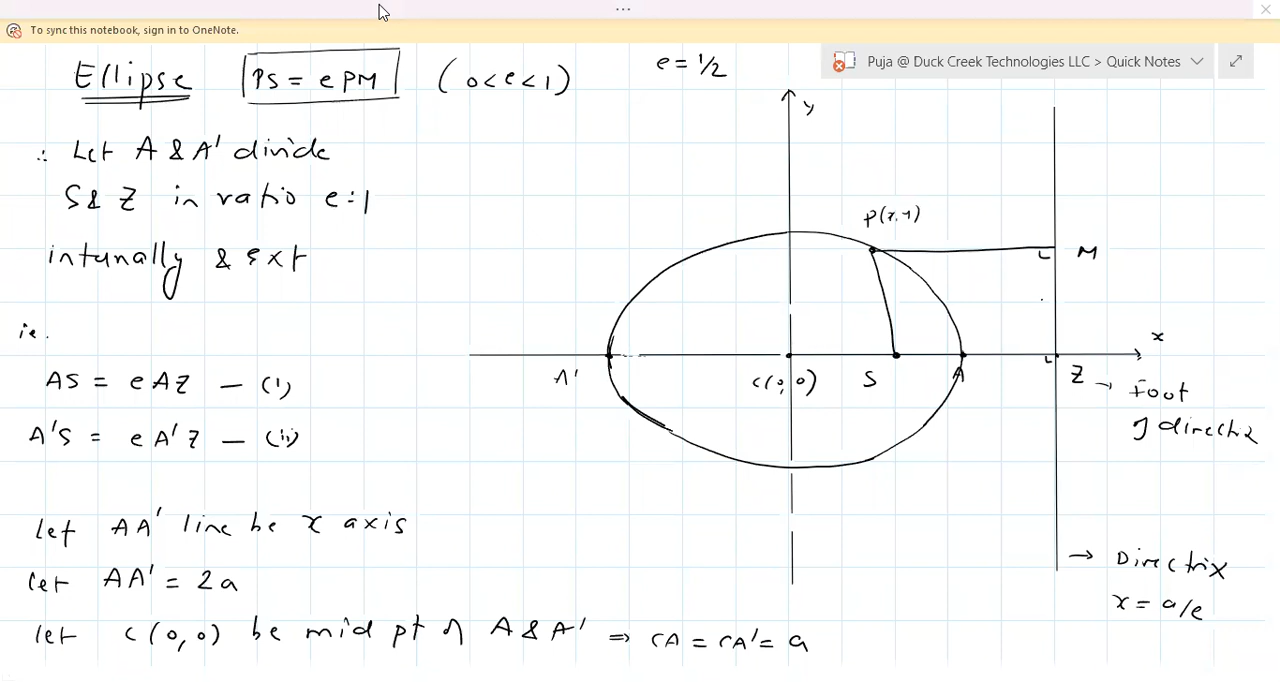 ...
To sync this notebook, sign in to OneNote.
Puja @ Duck Creek Technologies LLC > Quick Notes
Ellipse PS = e PM (0<e<1) e = 1/2
∴ Let A & A' divide
S & Z in ratio e:1
internally & ext
ie.
AS = e AZ — (i)
A'S = e A'Z — (ii)
let AA' line be x axis
let AA' = 2a
let C(0,0) be mid pt of A & A' ⇒ CA = CA' = a
y
P(x,y)
M
x
A' C(0,0) S A Z → Foot
of directrix
→ Directrix
x = a/e